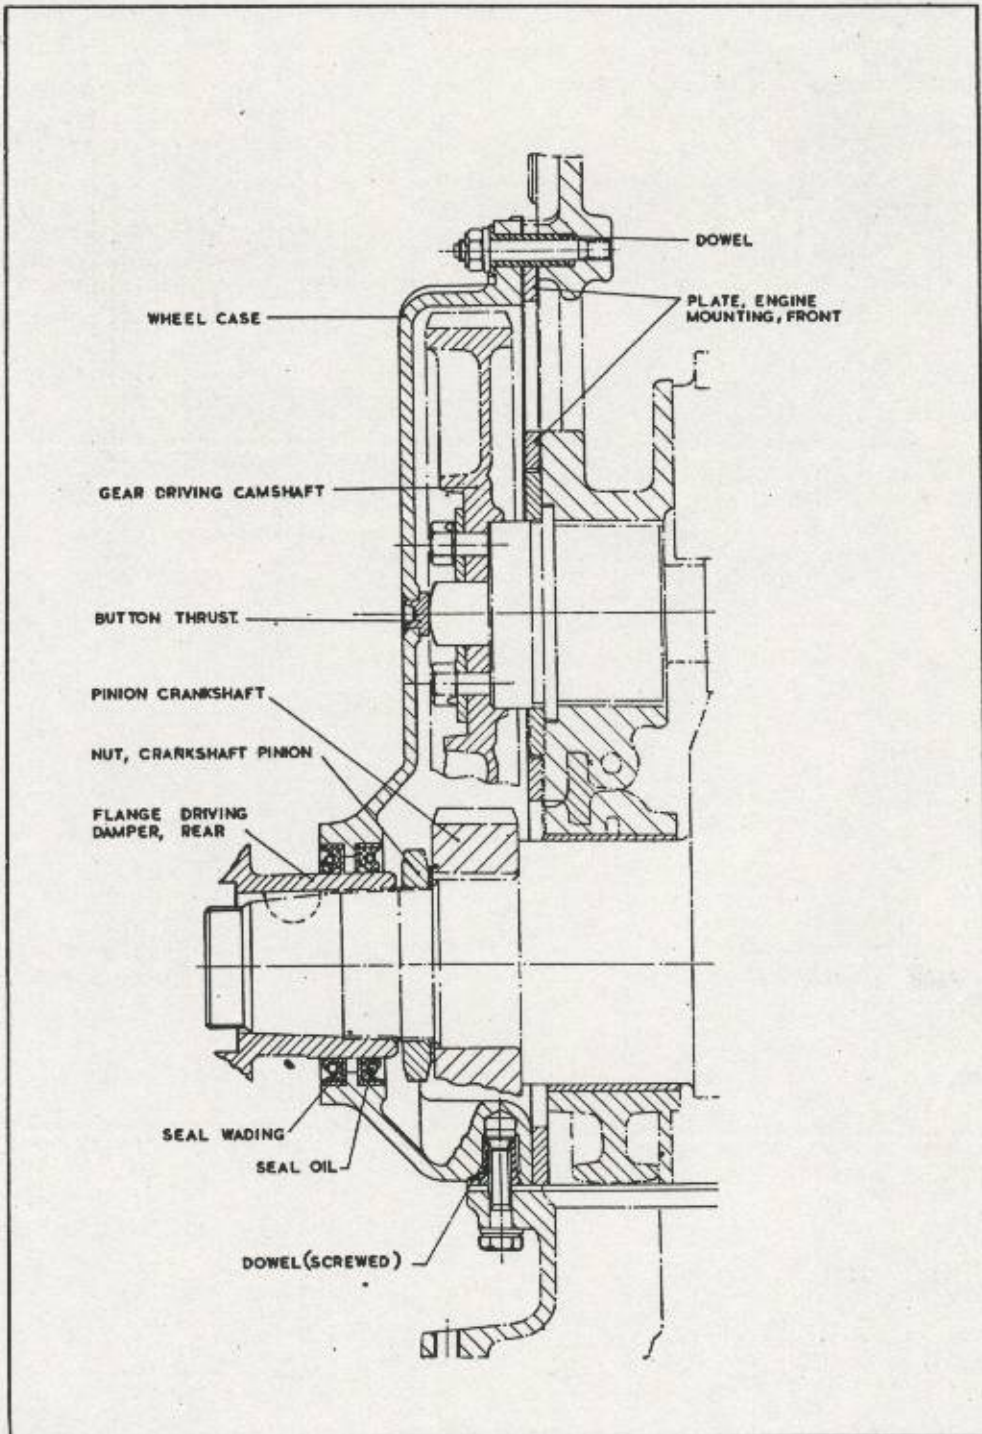 DOWEL
PLATE, ENGINE
MOUNTING, FRONT
WHEEL CASE
GEAR DRIVING CAMSHAFT
BUTTON THRUST.
PINION CRANKSHAFT
NUT, CRANKSHAFT PINION
FLANGE DRIVING
DAMPER, REAR
SEAL WADING
SEAL OIL
DOWEL(SCREWED)